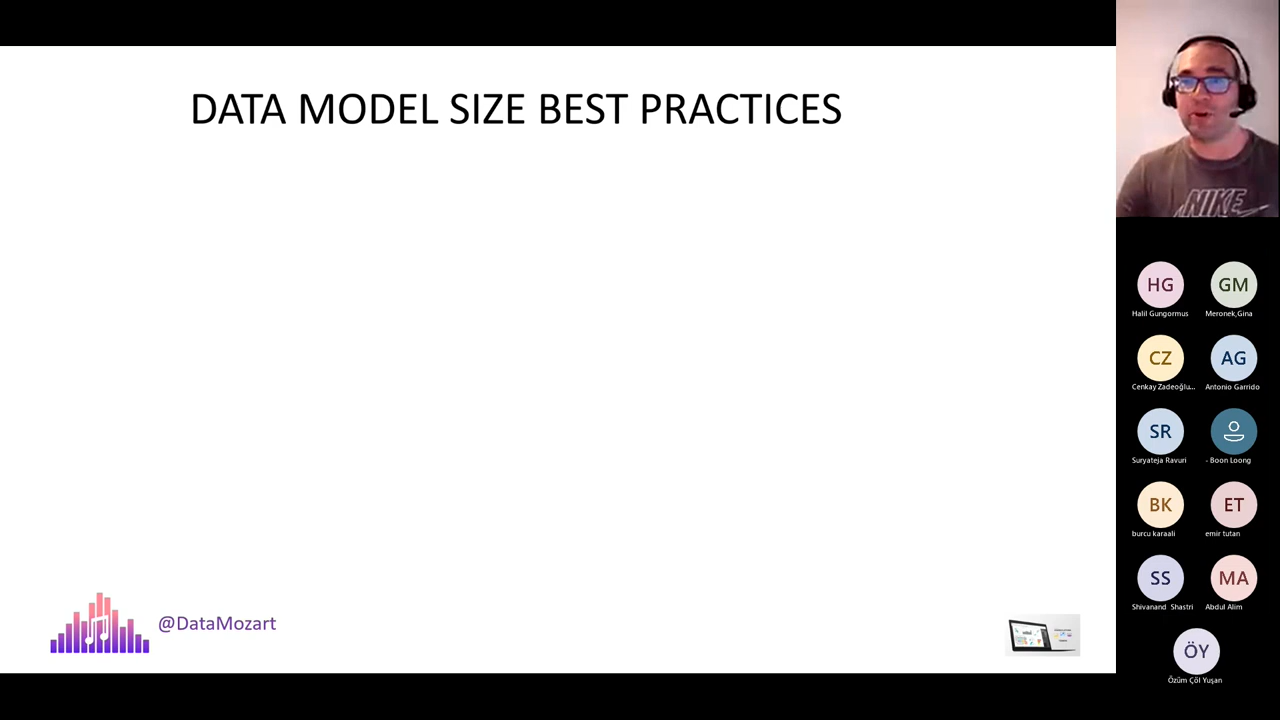 DATA MODEL SIZE BEST PRACTICES
@DataMozart
NIKE
HG
GM
Halil Gungormus
Meronek,Gina
CZ
AG
Cenkay Zadeoğlu...
Antonio Garrido
SR
Suryateja Ravuri
- Boon Loong
BK
ET
burcu karaali
emir tutan
SS
MA
Shivanand Shastri
Abdul Alim
ÖY
Özüm Çöl Yuşan